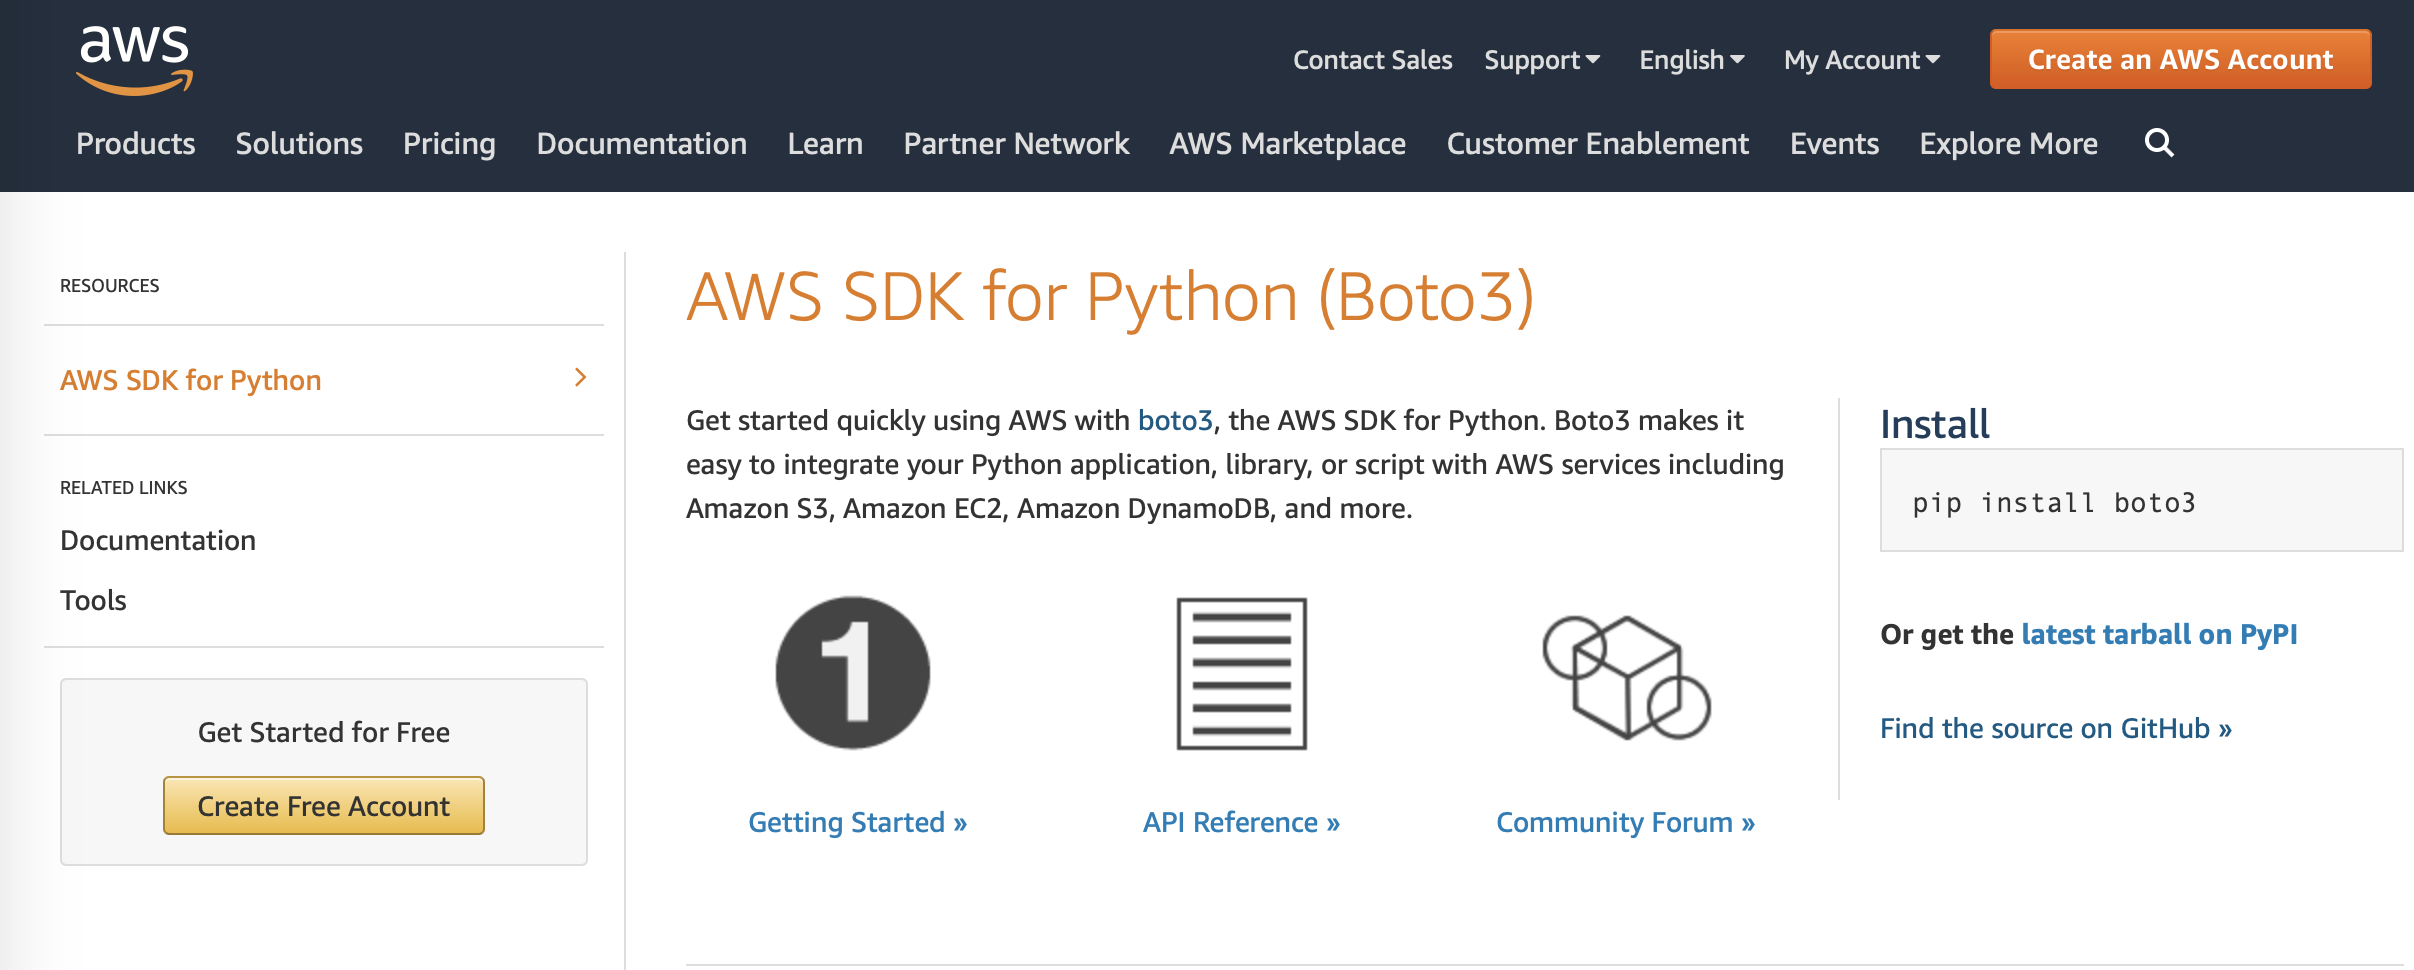 aws
Contact Sales Support English My Account Create an AWS Account
Products Solutions Pricing Documentation Learn Partner Network AWS Marketplace Customer Enablement Events Explore More
RESOURCES
AWS SDK for Python
RELATED LINKS
Documentation
Tools
Get Started for Free
Create Free Account
AWS SDK for Python (Boto3)
Get started quickly using AWS with boto3, the AWS SDK for Python. Boto3 makes it
easy to integrate your Python application, library, or script with AWS services including
Amazon S3, Amazon EC2, Amazon DynamoDB, and more.
1
Getting Started »
API Reference »
Community Forum »
Install
pip install boto3
Or get the latest tarball on PyPI
Find the source on GitHub »